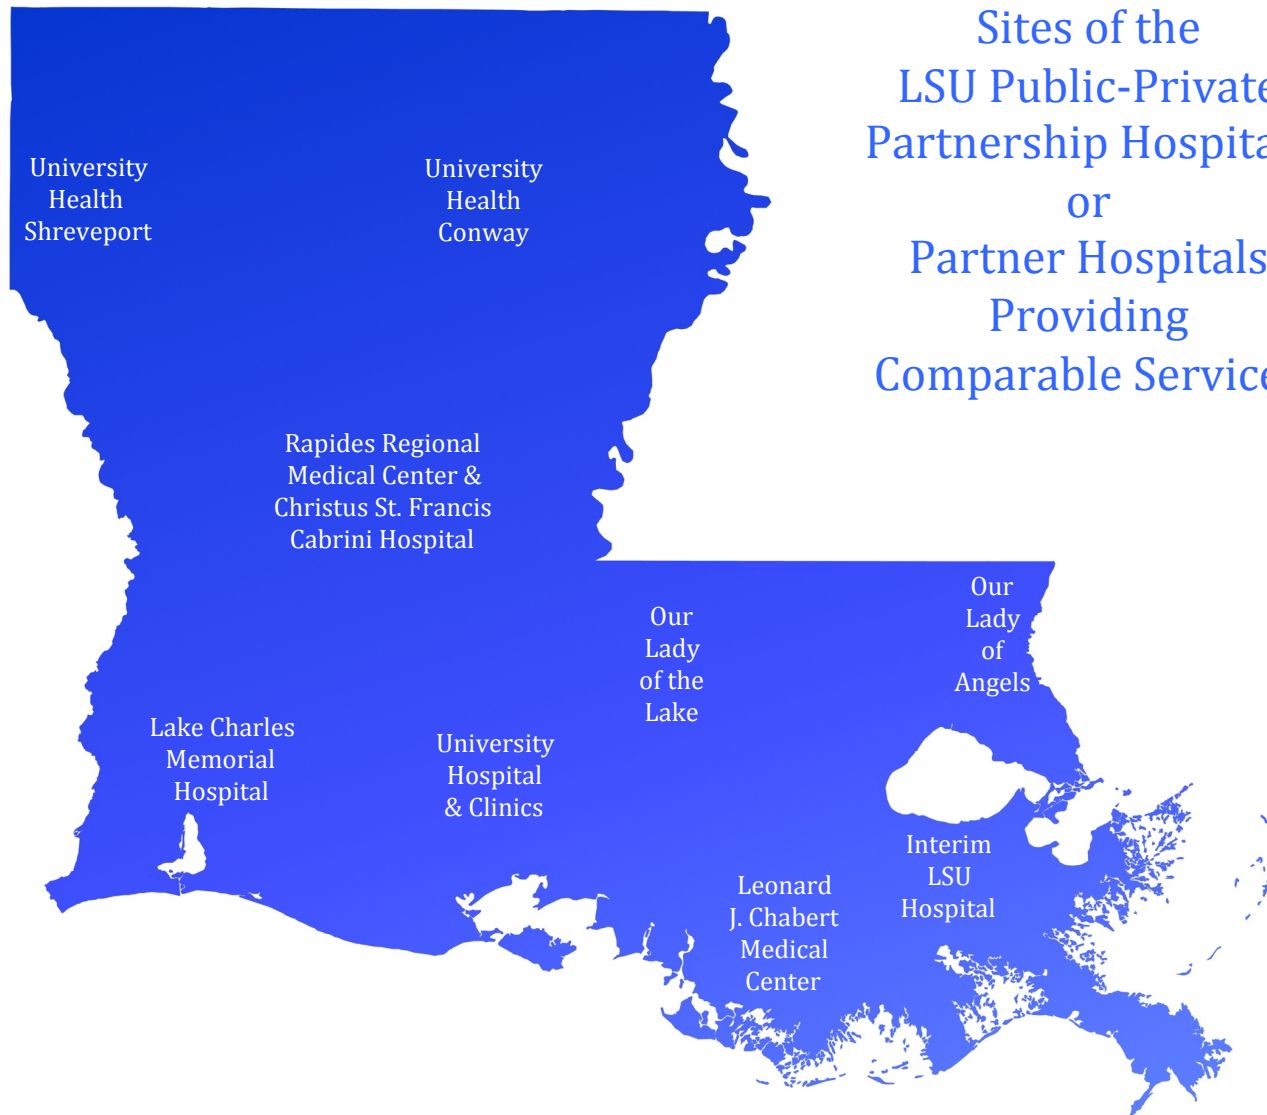 Sites of the
LSU Public-Private
Partnership Hospita
or
Partner Hospitals
Providing
Comparable Service
University
Health
Shreveport
University
Health
Conway
Rapides Regional
Medical Center &
Christus St. Francis
Cabrini Hospital
Our
Lady
of the
Lake
Our
Lady
of
Angels
Lake Charles
Memorial
Hospital
University
Hospital
& Clinics
Interim
LSU
Hospital
Leonard
J. Chabert
Medical
Center